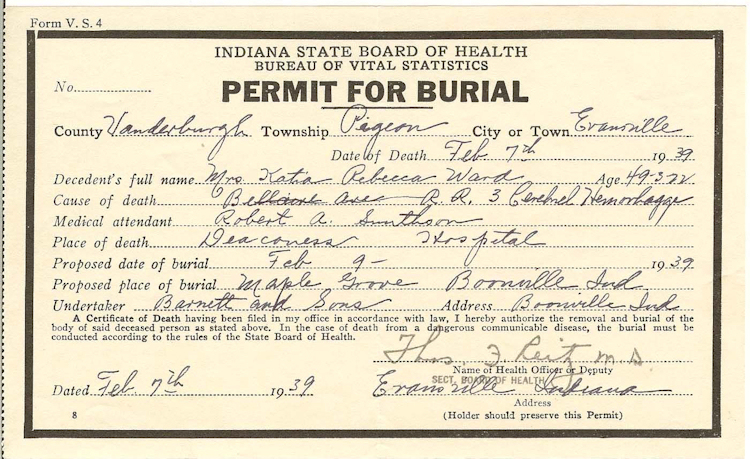 Form V. S. 4
INDIANA STATE BOARD OF HEALTH
BUREAU OF VITAL STATISTICS
No.
PERMIT FOR BURIAL
County Vanderburgh Township Pigeon City or Town Evansville
Date of Death Feb 7th 1939
Decedent's full name Mrs. Katie Rebecca Ward Age 49-3-22
Cause of death Bellaire Ave R.R. 3 Cerebrel Hemorhagge
Medical attendant Robert A. Smithson
Place of death Deaconess Hospital
Proposed date of burial Feb 9- 1939
Proposed place of burial Maple Grove Boonville Ind
Undertaker Barnett and Sons Address Boonville Ind
A Certificate of Death having been filed in my office in accordance with law, I hereby authorize the removal and burial of the
body of said deceased person as stated above. In the case of death from a dangerous communicable disease, the burial must be
conducted according to the rules of the State Board of Health.
Thos. J Reitz M.D
Name of Health Officer or Deputy
SECT. BOARD OF HEALTH
Dated Feb 7th 1939 Evansville Indiana
Address
8 (Holder should preserve this Permit)